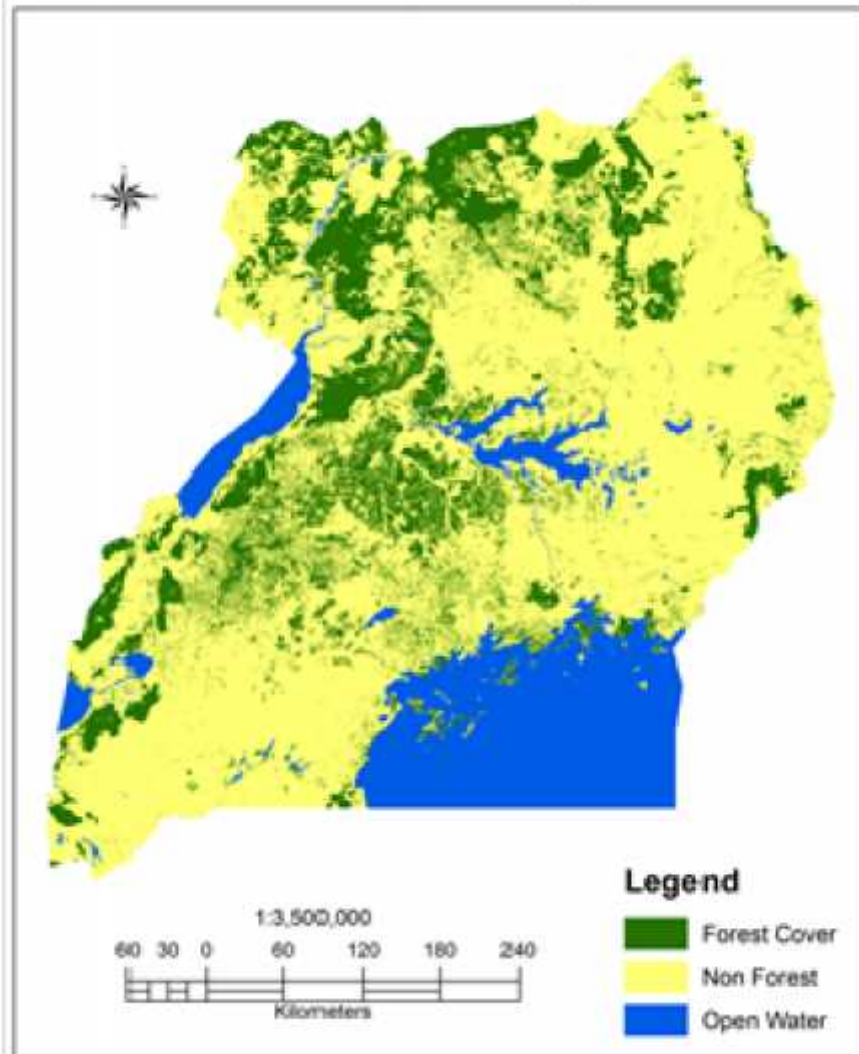 Legend
1:3,500,000
Forest Cover
60 30 0 60 120 180 240
Non Forest
Kilometers
Open Water